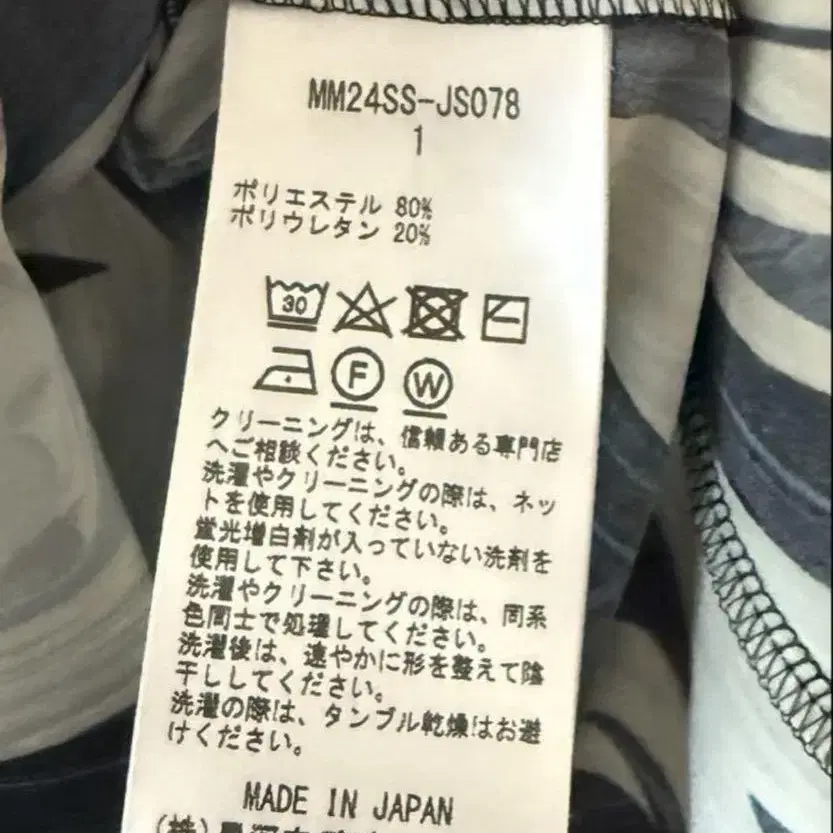 MM24SS-JS078
1
ポリエステル 80%
ポリウレタン 20%
30
F W
クリーニングは、信頼ある専門店
へご相談ください。
洗濯やクリーニングの際は、ネッ
トを使用してください。
蛍光増白剤が入っていない洗剤を
使用して下さい。
洗濯やクリーニングの際は、同系
色同士で処理してください。
洗濯後は、速やかに形を整えて陰
干ししてください。
洗濯の際は、タンブル乾燥はお避
けください。
MADE IN JAPAN
(株)